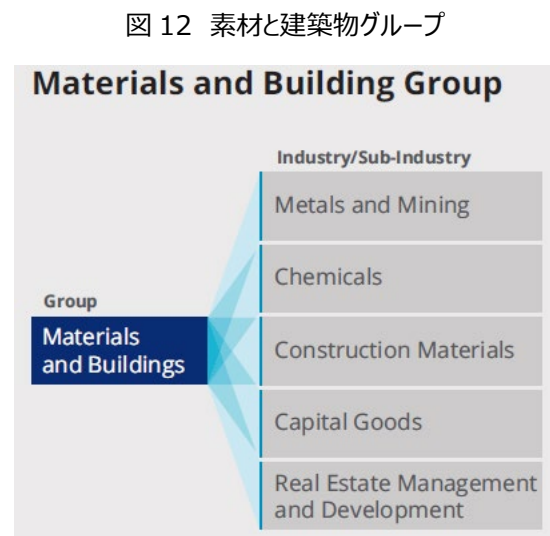 図 12 素材と建築物グループ
Materials and Building Group
Industry/Sub-Industry
Metals and Mining
Chemicals
Group
Materials
and Buildings
Construction Materials
Capital Goods
Real Estate Management
and Development